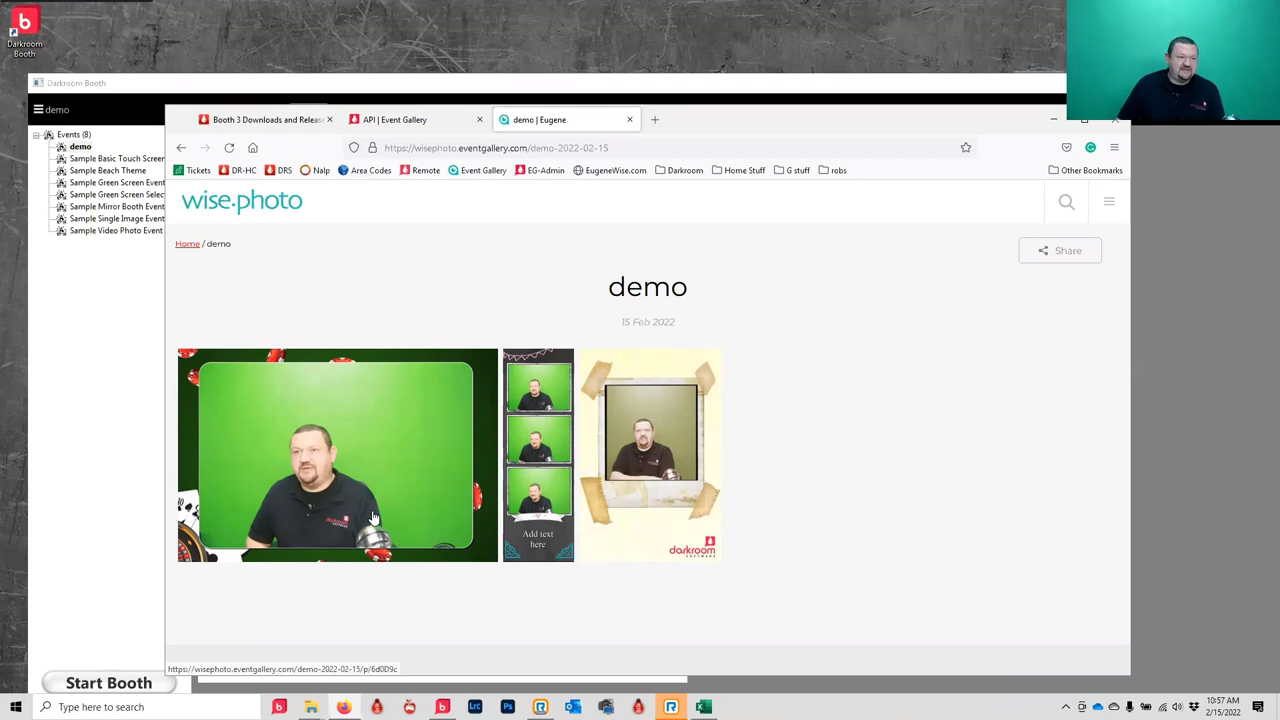 Darkroom
Booth
Darkroom Booth
demo
Events (8)
demo
Sample Basic Touch Screen
Sample Beach Theme
Sample Green Screen Event
Sample Green Screen Select
Sample Mirror Booth Event
Sample Single Image Event
Sample Video Photo Event
Start Booth
Booth 3 Downloads and Releas
API | Event Gallery
demo | Eugene
https://wisephoto.eventgallery.com/demo-2022-02-15
Tickets
DR-HC
DRS
Nalp
Area Codes
Remote
Event Gallery
EG-Admin
EugeneWise.com
Darkroom
Home Stuff
G stuff
robs
Other Bookmarks
wise.photo
Home / demo
Share
demo
15 Feb 2022
Add text
here
darkroom
SOFTWARE
https://wisephoto.eventgallery.com/demo-2022-02-15/p/6d0D9c
Type here to search
Lrc
Ps
10:57 AM
2/15/2022